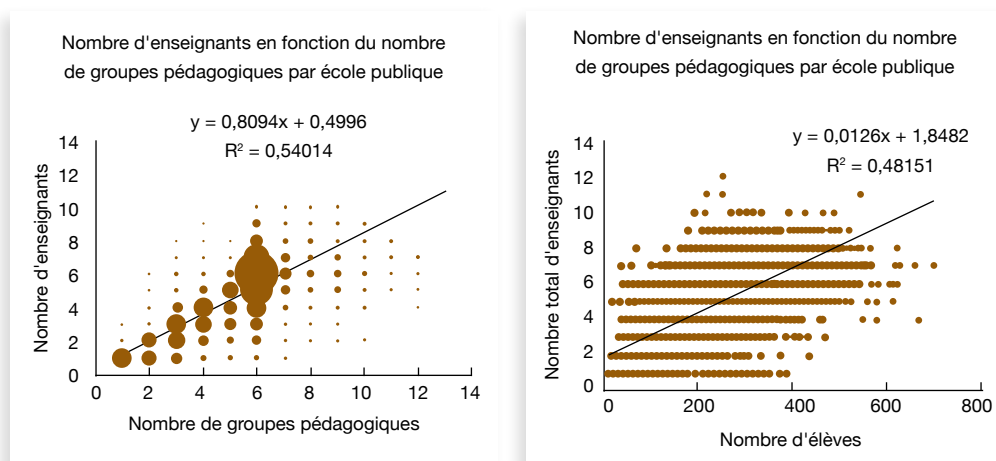 Nombre d'enseignants en fonction du nombre
de groupes pédagogiques par école publique
y = 0,8094x + 0,4996
R² = 0,54014
14
12
10
8
6
4
2
0
Nombre d'enseignants
0 2 4 6 8 10 12 14
Nombre de groupes pédagogiques
Nombre d'enseignants en fonction du nombre
de groupes pédagogiques par école publique
y = 0,0126x + 1,8482
R² = 0,48151
14
12
10
8
6
4
2
0
Nombre total d'enseignants
0 200 400 600 800
Nombre d'élèves